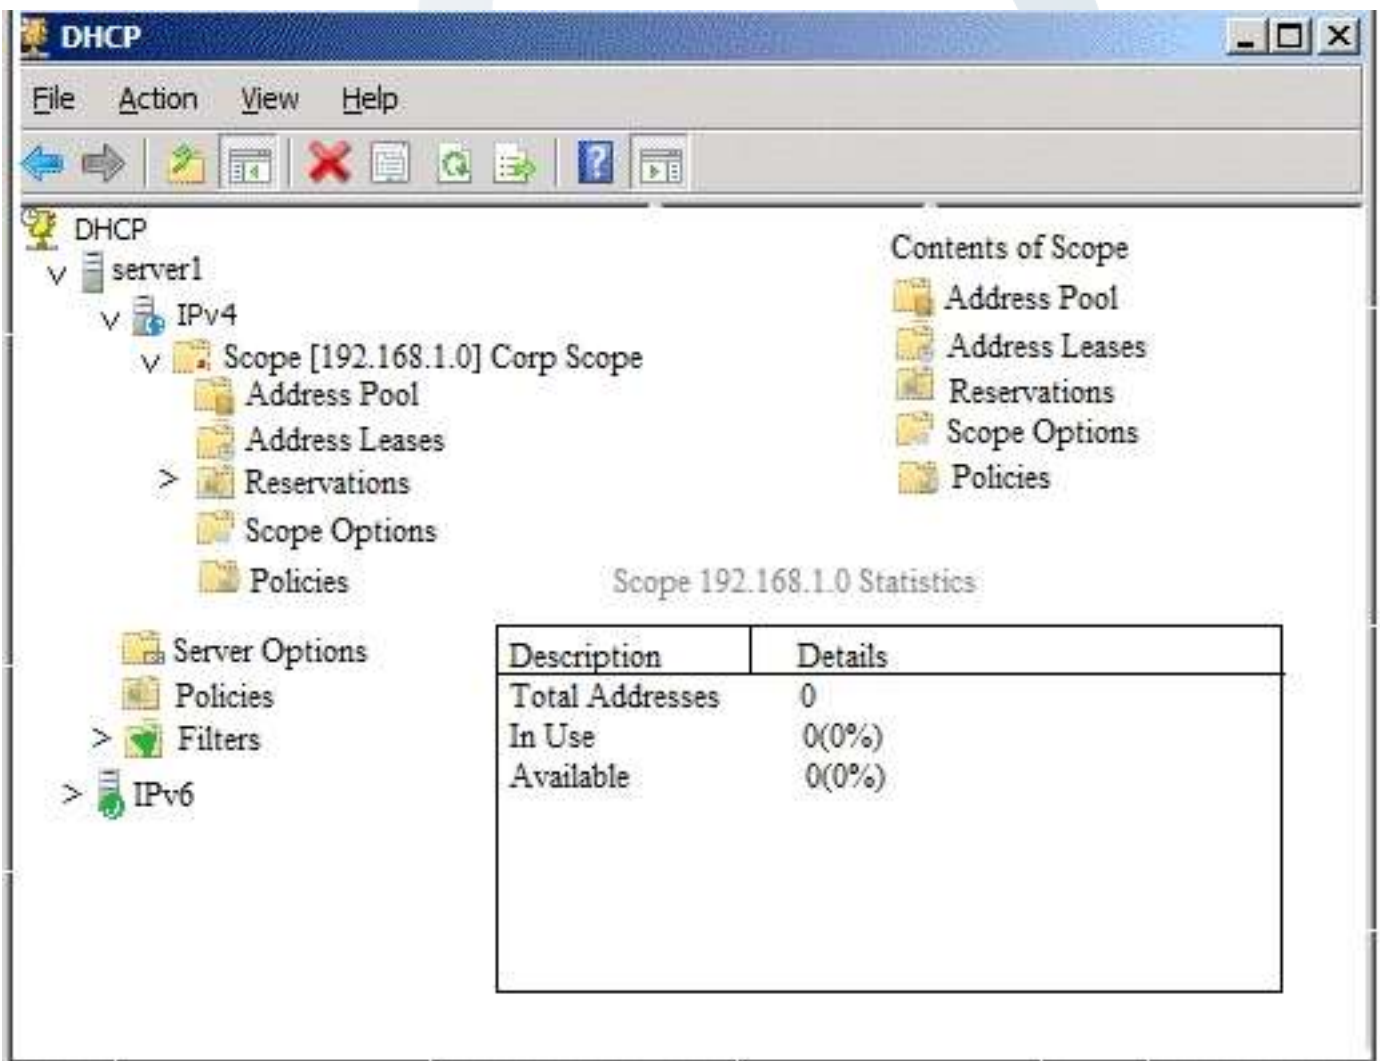 DHCP
File Action View Help
DHCP
server1
IPv4
Scope [192.168.1.0] Corp Scope
Address Pool
Address Leases
Reservations
Scope Options
Policies
Server Options
Policies
Filters
IPv6
Contents of Scope
Address Pool
Address Leases
Reservations
Scope Options
Policies
Scope 192.168.1.0 Statistics
Description Details
Total Addresses 0
In Use 0(0%)
Available 0(0%)